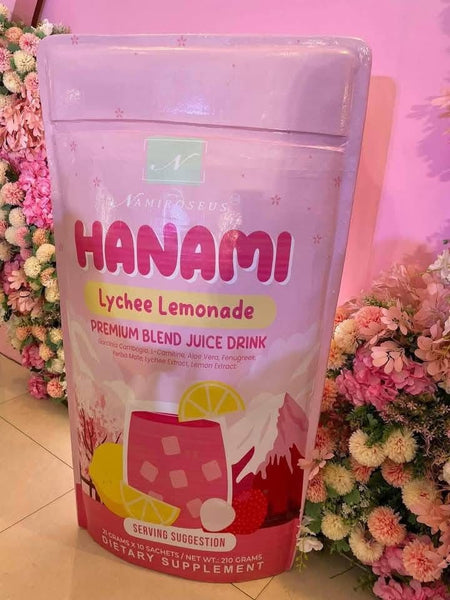 N
NAMIROSEUS
HANAMI
Lychee Lemonade
PREMIUM BLEND JUICE DRINK
Garcinia Cambogia, L-Carnitine, Aloe Vera, Fenugreek,
Yerba Mate, Lychee Extract, Lemon Extract
SERVING SUGGESTION
21 GRAMS X 10 SACHETS / NET WT.: 210 GRAMS
DIETARY SUPPLEMENT